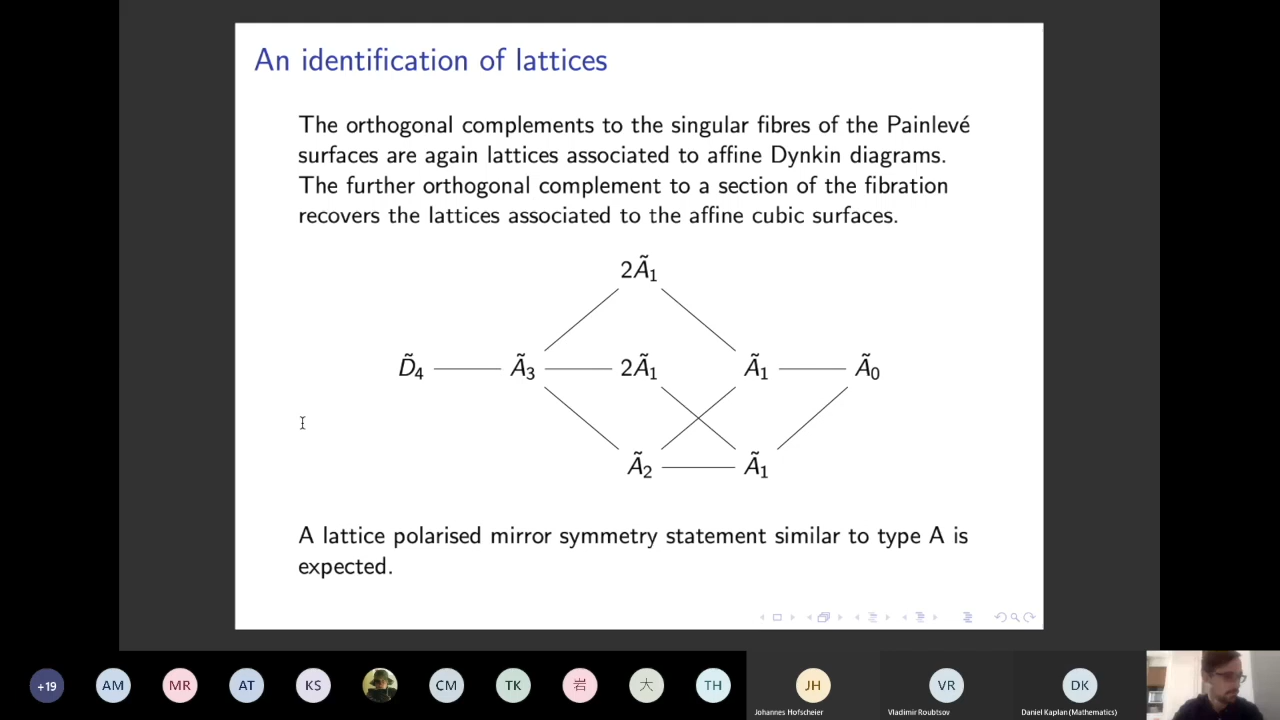 An identification of lattices
The orthogonal complements to the singular fibres of the Painlevé
surfaces are again lattices associated to affine Dynkin diagrams.
The further orthogonal complement to a section of the fibration
recovers the lattices associated to the affine cubic surfaces.
2Ã₁
D̃₄ Ã₃ 2Ã₁ Ã₁ Ã₀
Ã₂ Ã₁
A lattice polarised mirror symmetry statement similar to type A is
expected.
+19 AM MR AT KS CM TK 岩 大 TH JH VR DK
Johannes Hofscheier Vladimir Roubtsov Daniel Kaplan (Mathematics)